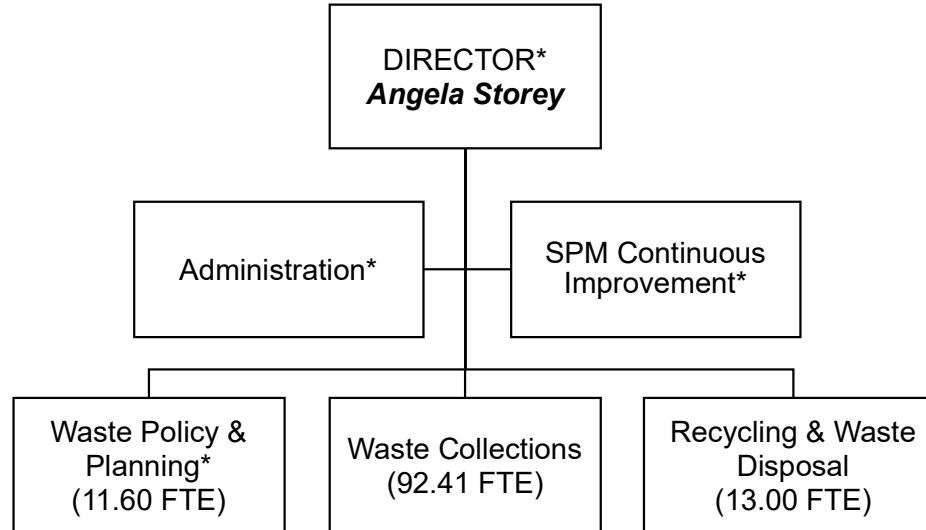 DIRECTOR*
Angela Storey
Administration*
SPM Continuous
Improvement*
Waste Policy &
Planning*
(11.60 FTE)
Waste Collections
(92.41 FTE)
Recycling & Waste
Disposal
(13.00 FTE)